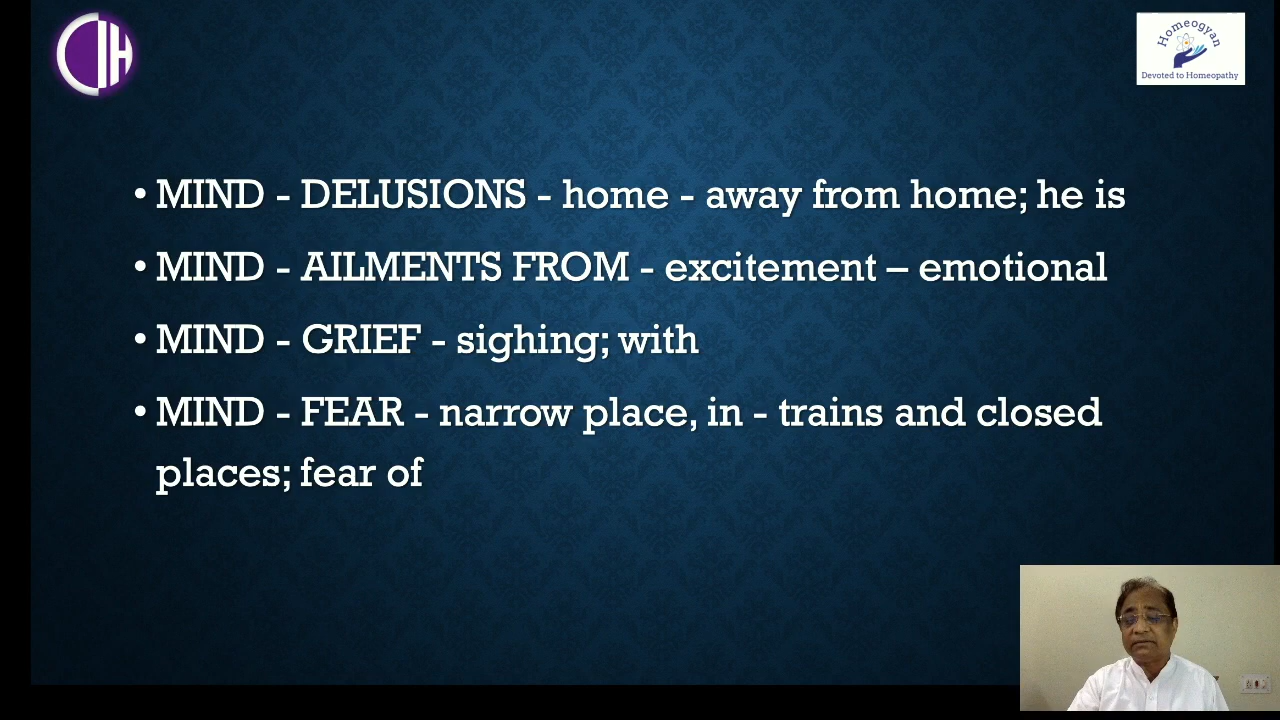 Homeogyan
Devoted to Homeopathy
• MIND - DELUSIONS - home - away from home; he is
• MIND - AILMENTS FROM - excitement – emotional
• MIND - GRIEF - sighing; with
• MIND - FEAR - narrow place, in - trains and closed
places; fear of